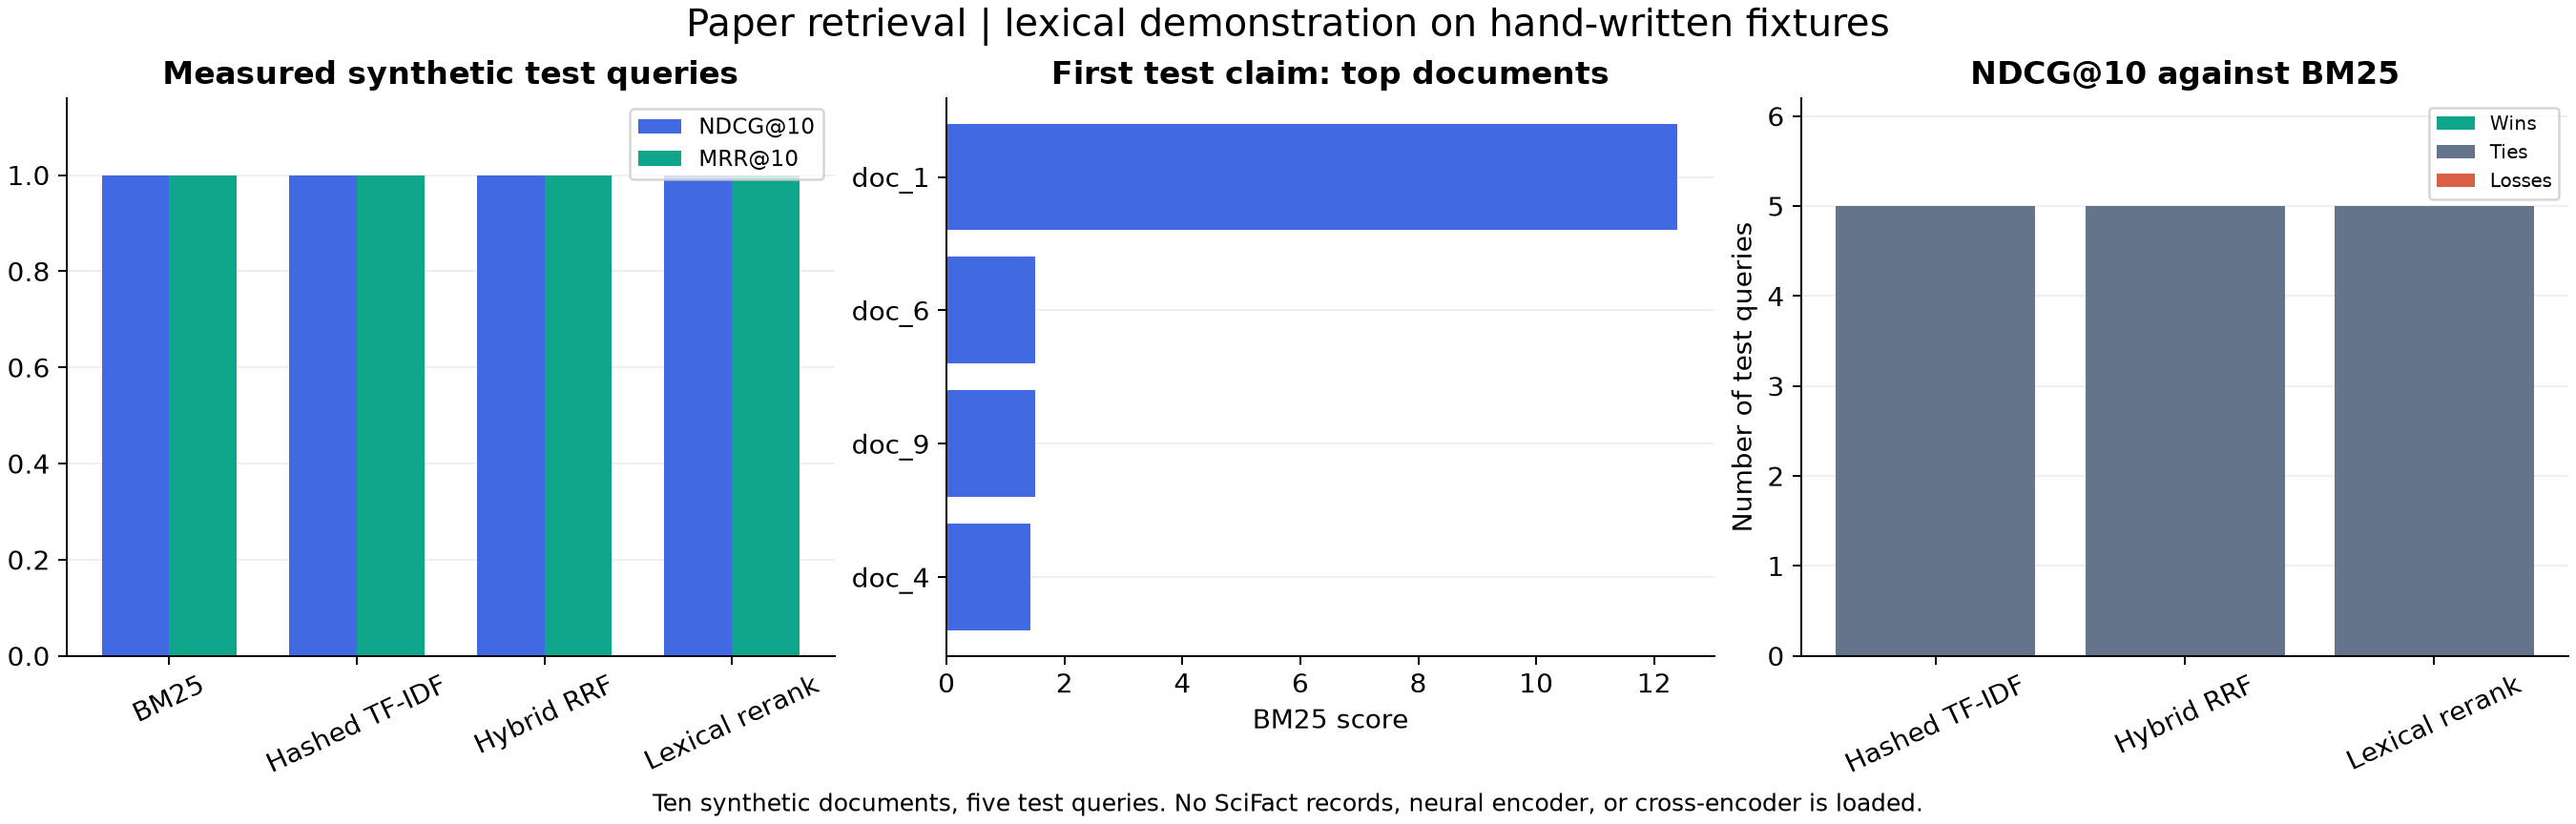 Paper retrieval | lexical demonstration on hand-written fixtures
Measured synthetic test queries
NDCG@10
MRR@10
1.0
0.8
0.6
0.4
0.2
0.0
BM25
Hashed TF-IDF
Hybrid RRF
Lexical rerank
First test claim: top documents
doc_1
doc_6
doc_9
doc_4
0 2 4 6 8 10 12
BM25 score
NDCG@10 against BM25
Wins
Ties
Losses
Number of test queries
6
5
4
3
2
1
0
Hashed TF-IDF
Hybrid RRF
Lexical rerank
Ten synthetic documents, five test queries. No SciFact records, neural encoder, or cross-encoder is loaded.